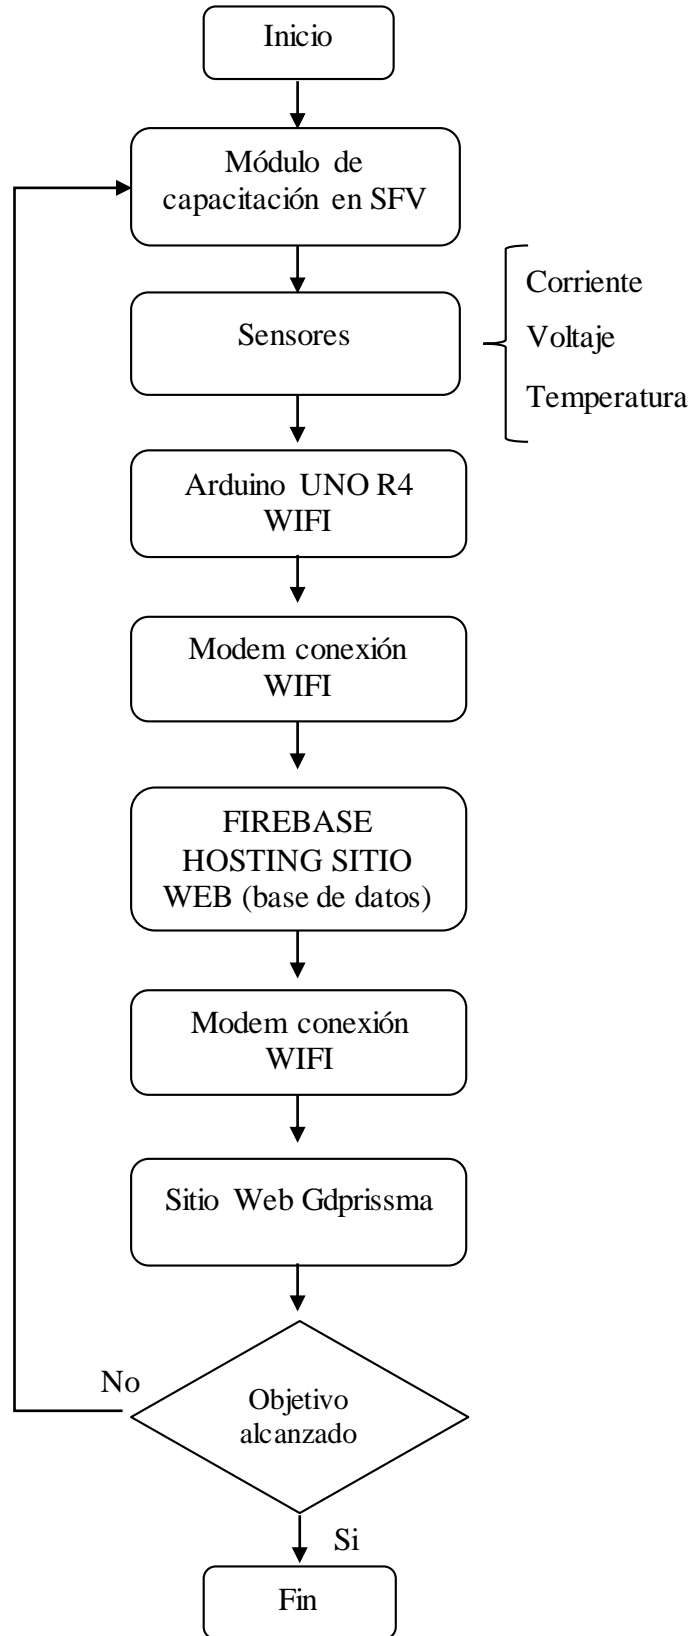 Inicio
Módulo de
capacitación en SFV
Sensores
Corriente
Voltaje
Temperatura
Arduino UNO R4
WIFI
Modem conexión
WIFI
FIREBASE
HOSTING SITIO
WEB (base de datos)
Modem conexión
WIFI
Sitio Web Gdprissma
No
Objetivo
alcanzado
Si
Fin